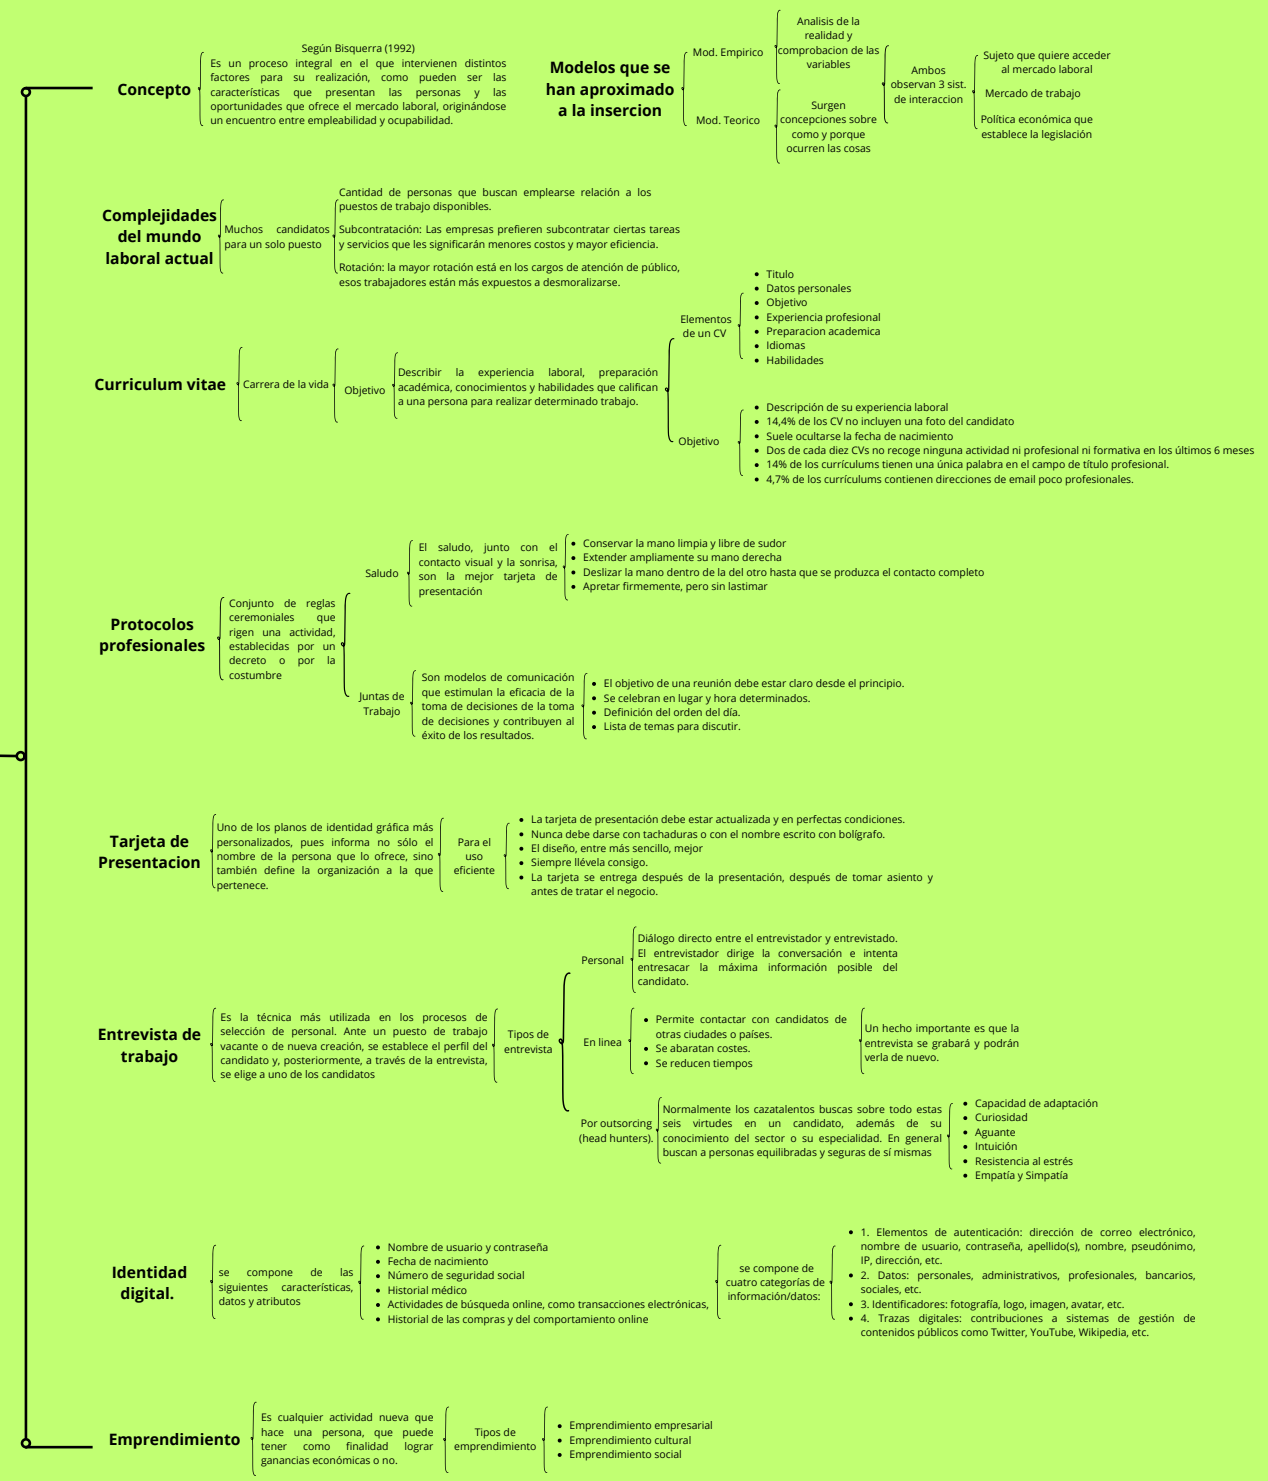 Concepto
Según Bisquerra (1992)
Es un proceso integral en el que intervienen distintos
factores para su realización, como pueden ser las
características que presentan las personas y las
oportunidades que ofrece el mercado laboral, originándose
un encuentro entre empleabilidad y ocupabilidad.
Modelos que se
han aproximado
a la insercion
Mod. Empirico
Analisis de la
realidad y
comprobacion de las
variables
Mod. Teorico
Surgen
concepciones sobre
como y porque
ocurren las cosas
Ambos
observan 3 sist.
de interaccion
Sujeto que quiere acceder
al mercado laboral
Mercado de trabajo
Política económica que
establece la legislación
Complejidades
del mundo
laboral actual
Muchos candidatos
para un solo puesto
Cantidad de personas que buscan emplearse relación a los
puestos de trabajo disponibles.
Subcontratación: Las empresas prefieren subcontratar ciertas tareas
y servicios que les significarán menores costos y mayor eficiencia.
Rotación: la mayor rotación está en los cargos de atención de público,
esos trabajadores están más expuestos a desmoralizarse.
Curriculum vitae
Carrera de la vida
Objetivo
Describir la experiencia laboral, preparación
académica, conocimientos y habilidades que califican
a una persona para realizar determinado trabajo.
Elementos
de un CV
• Titulo
• Datos personales
• Objetivo
• Experiencia profesional
• Preparacion academica
• Idiomas
• Habilidades
Objetivo
• Descripción de su experiencia laboral
• 14,4% de los CV no incluyen una foto del candidato
• Suele ocultarse la fecha de nacimiento
• Dos de cada diez CVs no recoge ninguna actividad ni profesional ni formativa en los últimos 6 meses
• 14% de los currículums tienen una única palabra en el campo de título profesional.
• 4,7% de los currículums contienen direcciones de email poco profesionales.
Protocolos
profesionales
Conjunto de reglas
ceremoniales que
rigen una actividad,
establecidas por un
decreto o por la
costumbre
Saludo
El saludo, junto con el
contacto visual y la sonrisa,
son la mejor tarjeta de
presentación
• Conservar la mano limpia y libre de sudor
• Extender ampliamente su mano derecha
• Deslizar la mano dentro de la del otro hasta que se produzca el contacto completo
• Apretar firmemente, pero sin lastimar
Juntas de
Trabajo
Son modelos de comunicación
que estimulan la eficacia de la
toma de decisiones de la toma
de decisiones y contribuyen al
éxito de los resultados.
• El objetivo de una reunión debe estar claro desde el principio.
• Se celebran en lugar y hora determinados.
• Definición del orden del día.
• Lista de temas para discutir.
Tarjeta de
Presentacion
Uno de los planos de identidad gráfica más
personalizados, pues informa no sólo el
nombre de la persona que lo ofrece, sino
también define la organización a la que
pertenece.
Para el
uso
eficiente
• La tarjeta de presentación debe estar actualizada y en perfectas condiciones.
• Nunca debe darse con tachaduras o con el nombre escrito con bolígrafo.
• El diseño, entre más sencillo, mejor
• Siempre llévela consigo.
• La tarjeta se entrega después de la presentación, después de tomar asiento y
antes de tratar el negocio.
Entrevista de
trabajo
Es la técnica más utilizada en los procesos de
selección de personal. Ante un puesto de trabajo
vacante o de nueva creación, se establece el perfil del
candidato y, posteriormente, a través de la entrevista,
se elige a uno de los candidatos
Tipos de
entrevista
Personal
Diálogo directo entre el entrevistador y entrevistado.
El entrevistador dirige la conversación e intenta
entresacar la máxima información posible del
candidato.
En linea
• Permite contactar con candidatos de
otras ciudades o países.
• Se abaratan costes.
• Se reducen tiempos
Un hecho importante es que la
entrevista se grabará y podrán
verla de nuevo.
Por outsorcing
(head hunters).
Normalmente los cazatalentos buscas sobre todo estas
seis virtudes en un candidato, además de su
conocimiento del sector o su especialidad. En general
buscan a personas equilibradas y seguras de sí mismas
• Capacidad de adaptación
• Curiosidad
• Aguante
• Intuición
• Resistencia al estrés
• Empatía y Simpatía
Identidad
digital.
se compone de las
siguientes características,
datos y atributos
• Nombre de usuario y contraseña
• Fecha de nacimiento
• Número de seguridad social
• Historial médico
• Actividades de búsqueda online, como transacciones electrónicas,
• Historial de las compras y del comportamiento online
se compone de
cuatro categorías de
información/datos:
• 1. Elementos de autenticación: dirección de correo electrónico,
nombre de usuario, contraseña, apellido(s), nombre, pseudónimo,
IP, dirección, etc.
• 2. Datos: personales, administrativos, profesionales, bancarios,
sociales, etc.
• 3. Identificadores: fotografía, logo, imagen, avatar, etc.
• 4. Trazas digitales: contribuciones a sistemas de gestión de
contenidos públicos como Twitter, YouTube, Wikipedia, etc.
Emprendimiento
Es cualquier actividad nueva que
hace una persona, que puede
tener como finalidad lograr
ganancias económicas o no.
Tipos de
emprendimiento
• Emprendimiento empresarial
• Emprendimiento cultural
• Emprendimiento social